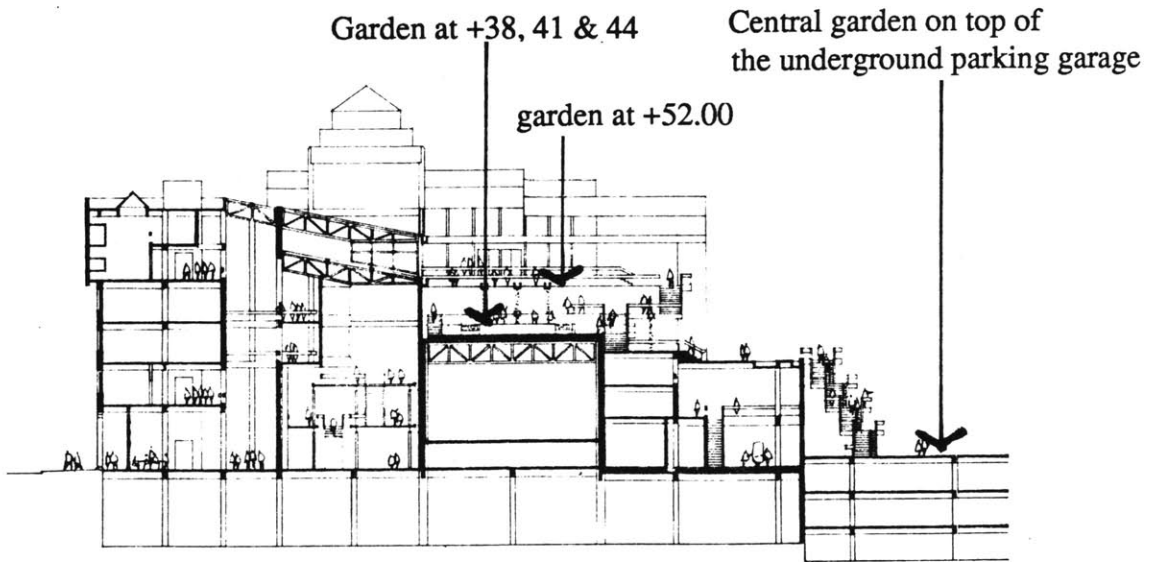 Garden at +38, 41 & 44
Central garden on top of
the underground parking garage
garden at +52.00